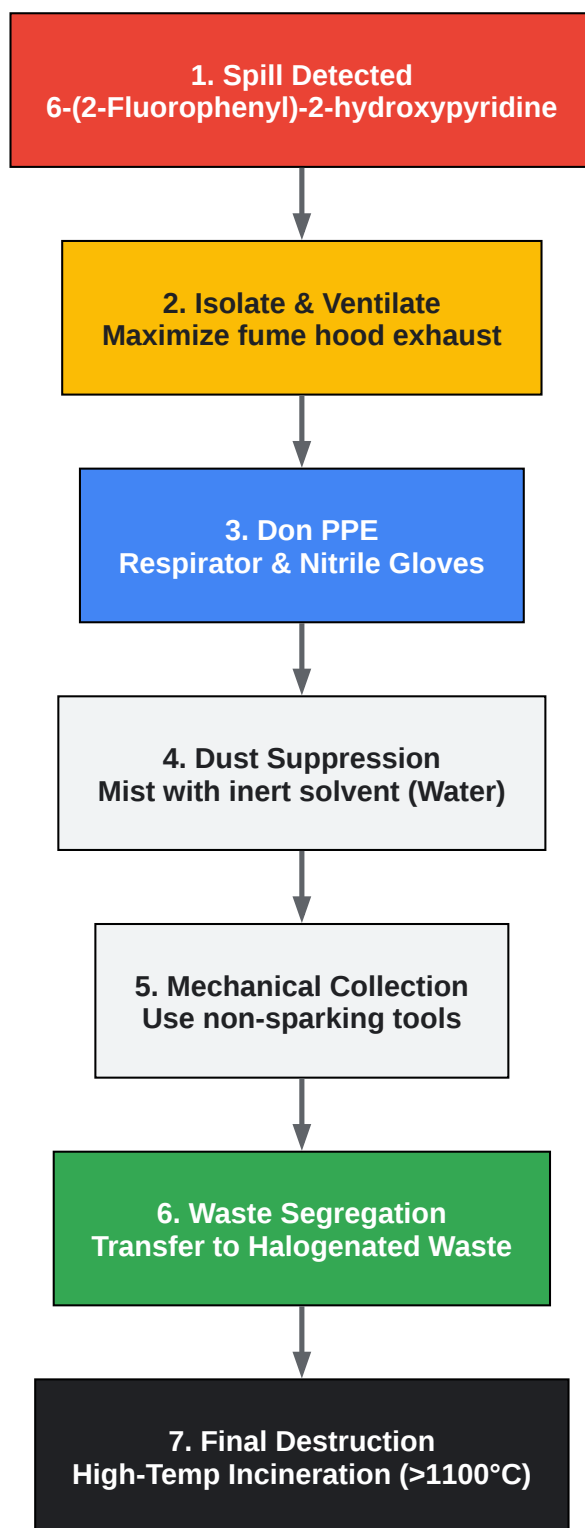 1. Spill Detected
6-(2-Fluorophenyl)-2-hydroxypyridine
2. Isolate & Ventilate
Maximize fume hood exhaust
3. Don PPE
Respirator & Nitrile Gloves
4. Dust Suppression
Mist with inert solvent (Water)
5. Mechanical Collection
Use non-sparking tools
6. Waste Segregation
Transfer to Halogenated Waste
7. Final Destruction
High-Temp Incineration (>1100°C)